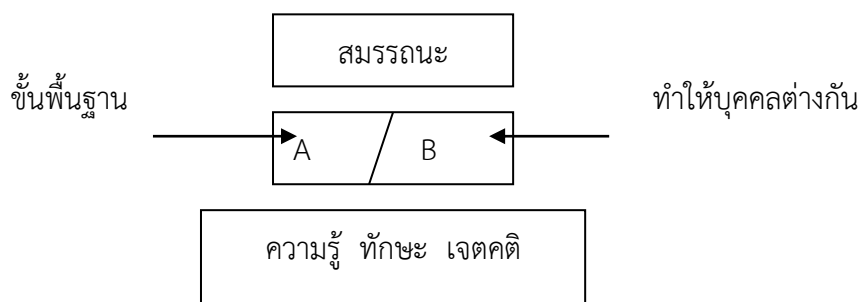 สมรรถนะ
ขั้นพื้นฐาน
ทำให้บุคคลต่างกัน
A
B
ความรู้ ทักษะ เจตคติ